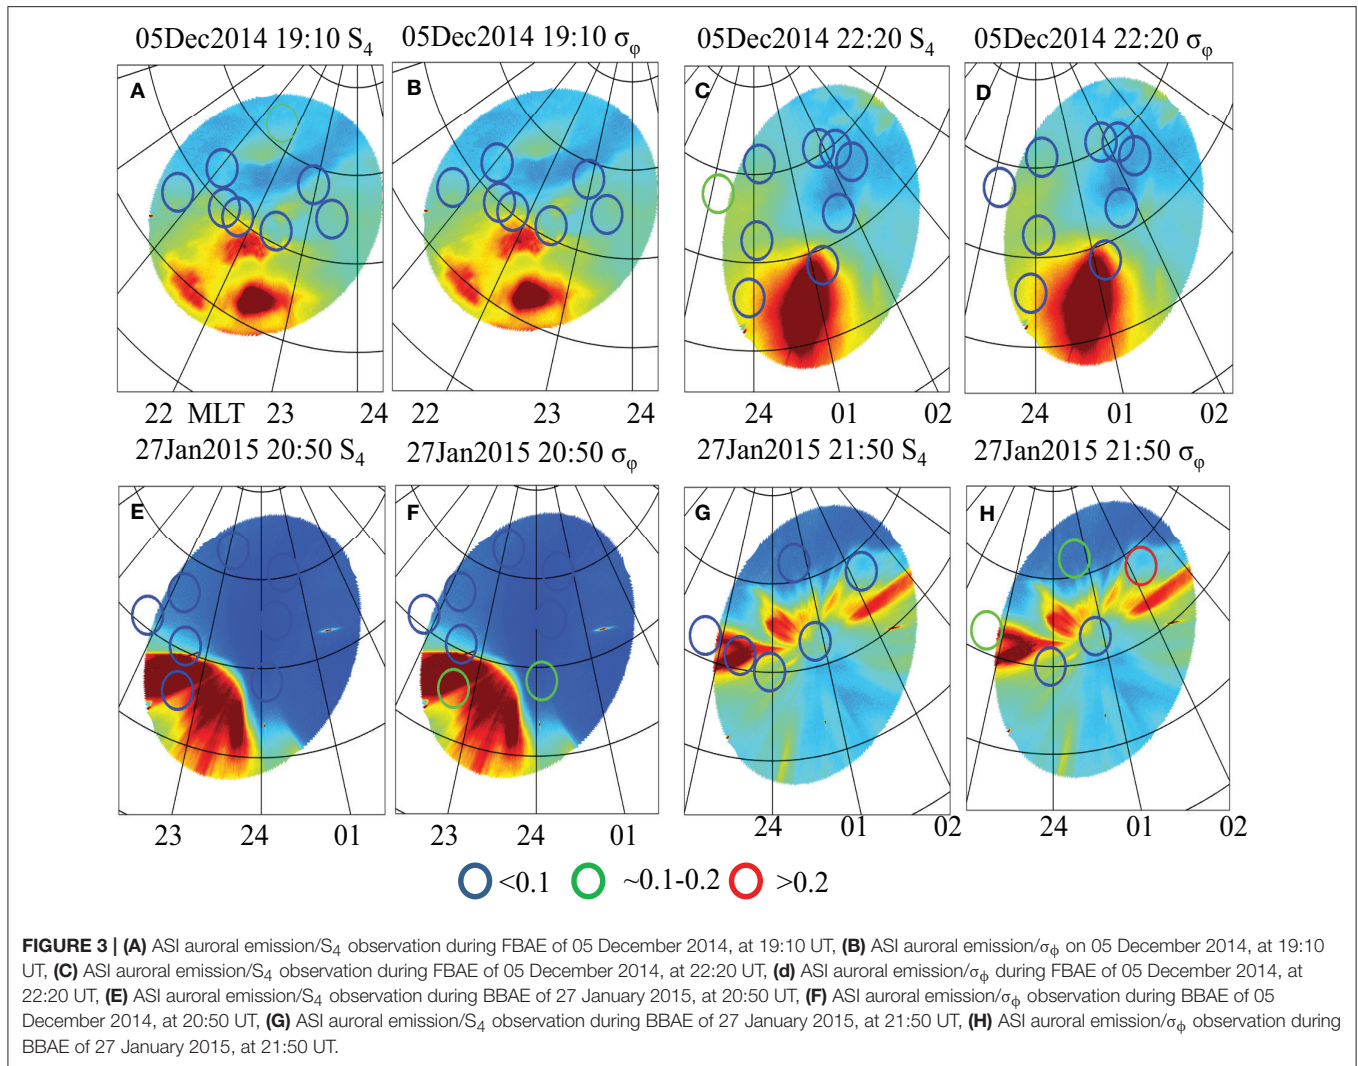 05Dec2014 19:10 S4
05Dec2014 19:10 σφ
05Dec2014 22:20 S4
05Dec2014 22:20 σφ
A
B
C
D
22 MLT 23 24
22 23 24
24 01 02
24 01 02
27Jan2015 20:50 S4
27Jan2015 20:50 σφ
27Jan2015 21:50 S4
27Jan2015 21:50 σφ
E
F
G
H
23 24 01
23 24 01
24 01 02
24 01 02
<0.1 ~0.1-0.2 >0.2
FIGURE 3 | (A) ASI auroral emission/S4 observation during FBAE of 05 December 2014, at 19:10 UT, (B) ASI auroral emission/σϕ on 05 December 2014, at 19:10
UT, (C) ASI auroral emission/S4 observation during FBAE of 05 December 2014, at 22:20 UT, (d) ASI auroral emission/σϕ during FBAE of 05 December 2014, at
22:20 UT, (E) ASI auroral emission/S4 observation during BBAE of 27 January 2015, at 20:50 UT, (F) ASI auroral emission/σϕ observation during BBAE of 05
December 2014, at 20:50 UT, (G) ASI auroral emission/S4 observation during BBAE of 27 January 2015, at 21:50 UT, (H) ASI auroral emission/σϕ observation during
BBAE of 27 January 2015, at 21:50 UT.